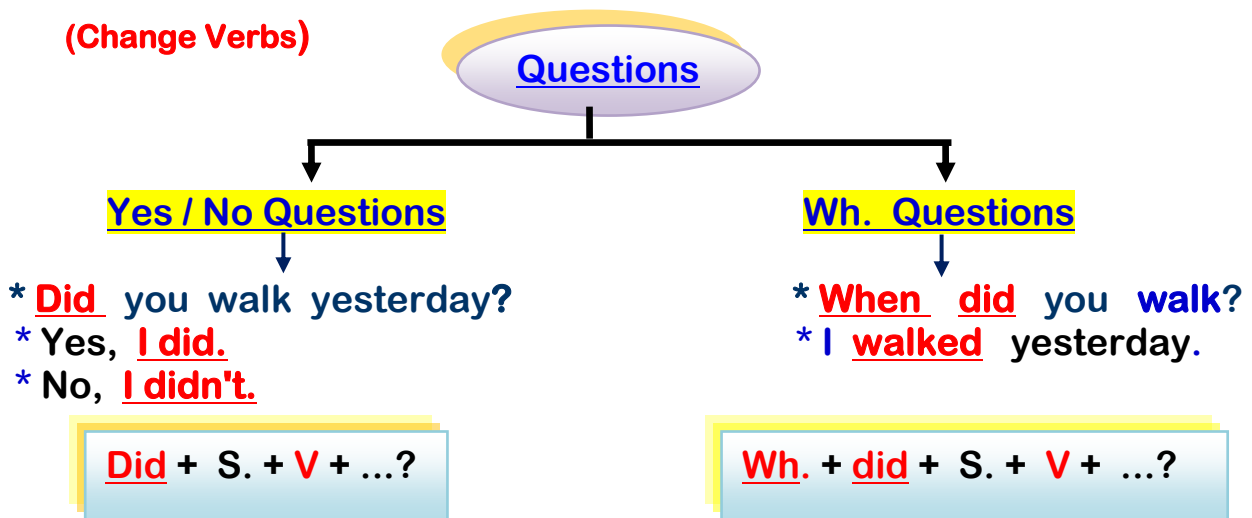 (Change Verbs)
Questions
Yes / No Questions
* Did you walk yesterday?
* Yes, I did.
* No, I didn't.
Did + S. + V + ...?
Wh. Questions
* When did you walk?
* I walked yesterday.
Wh. + did + S. + V + ...?